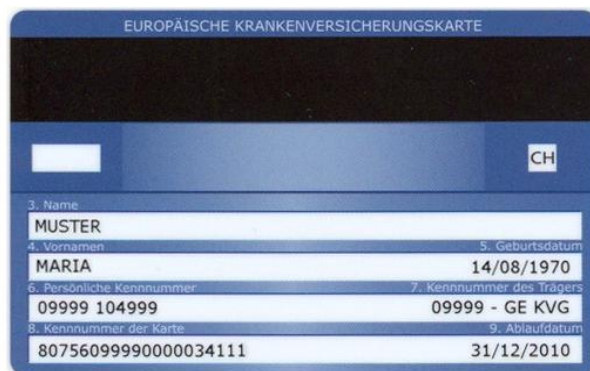 EUROPÄISCHE KRANKENVERSICHERUNGSKARTE
CH
3. Name
MUSTER
4. Vornamen 5. Geburtsdatum
MARIA 14/08/1970
6. Persönliche Kennnummer 7. Kennnummer des Trägers
09999 104999 09999 - GE KVG
8. Kennnummer der Karte 9. Ablaufdatum
80756099990000034111 31/12/2010